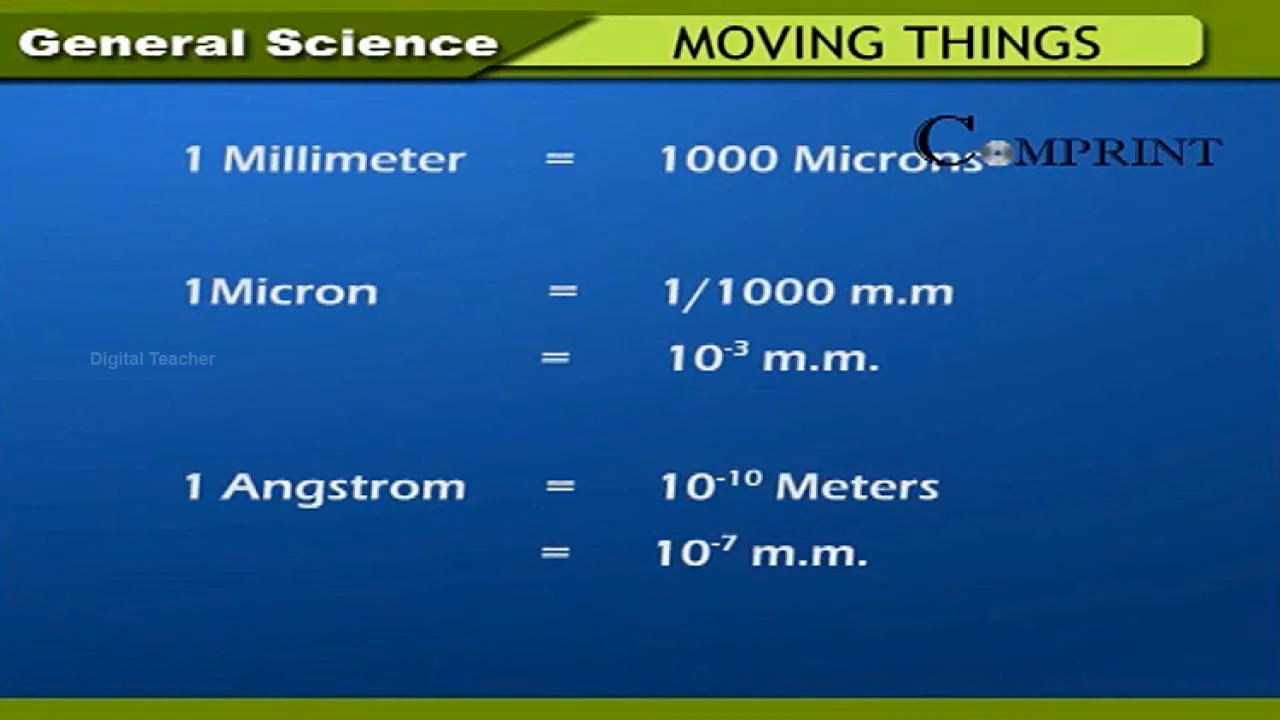 General Science MOVING THINGS
COMPRINT
1 Millimeter = 1000 Microns
1Micron = 1/1000 m.m
= 10⁻³ m.m.
Digital Teacher
1 Angstrom = 10⁻¹⁰ Meters
= 10⁻⁷ m.m.